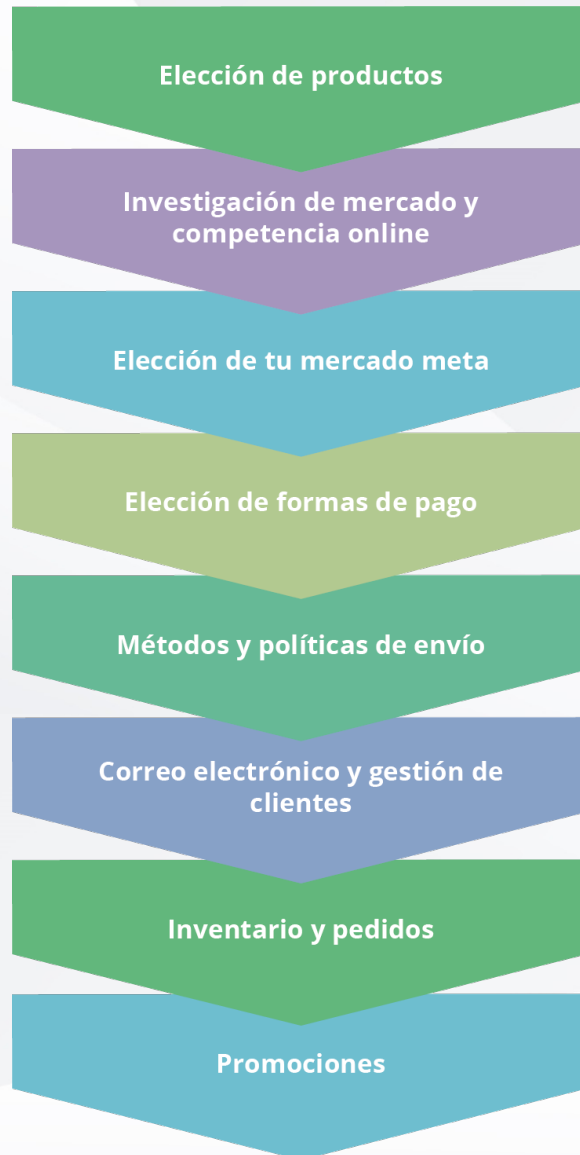 Elección de productos
Investigación de mercado y
competencia online
Elección de tu mercado meta
Elección de formas de pago
Métodos y políticas de envío
Correo electrónico y gestión de
clientes
Inventario y pedidos
Promociones